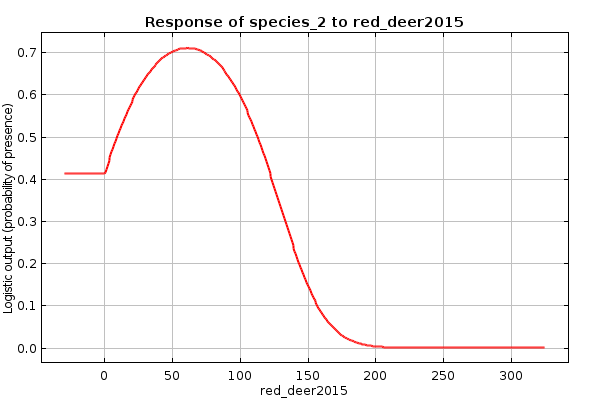 Response of species_2 to red_deer2015
Logistic output (probability of presence)
0.7
0.6
0.5
0.4
0.3
0.2
0.1
0.0
0 50 100 150 200 250 300
red_deer2015